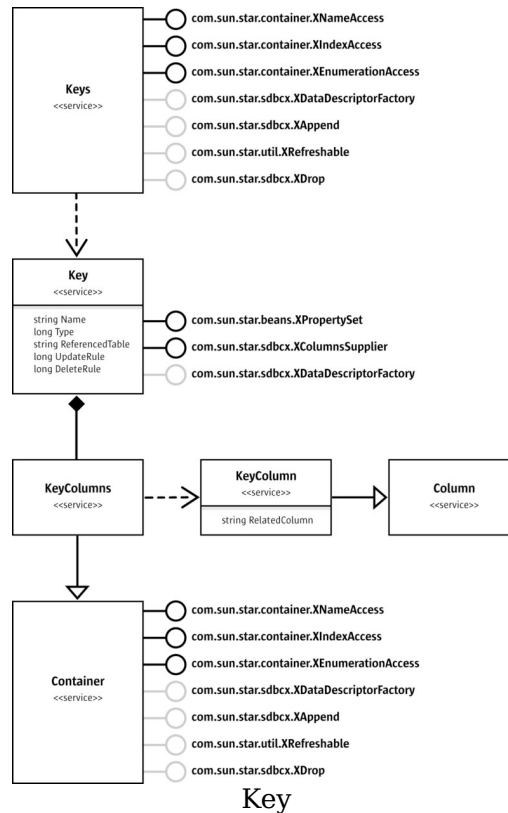 Keys
<<service>>
com.sun.star.container.XNameAccess
com.sun.star.container.XIndexAccess
com.sun.star.container.XEnumerationAccess
com.sun.star.sdbcx.XDataDescriptorFactory
com.sun.star.sdbcx.XAppend
com.sun.star.util.XRefreshable
com.sun.star.sdbcx.XDrop
Key
<<service>>
string Name
long Type
string ReferencedTable
long UpdateRule
long DeleteRule
com.sun.star.beans.XPropertySet
com.sun.star.sdbcx.XColumnsSupplier
com.sun.star.sdbcx.XDataDescriptorFactory
KeyColumns
<<service>>
KeyColumn
<<service>>
string RelatedColumn
Column
<<service>>
Container
<<service>>
com.sun.star.container.XNameAccess
com.sun.star.container.XIndexAccess
com.sun.star.container.XEnumerationAccess
com.sun.star.sdbcx.XDataDescriptorFactory
com.sun.star.sdbcx.XAppend
com.sun.star.util.XRefreshable
com.sun.star.sdbcx.XDrop
Key